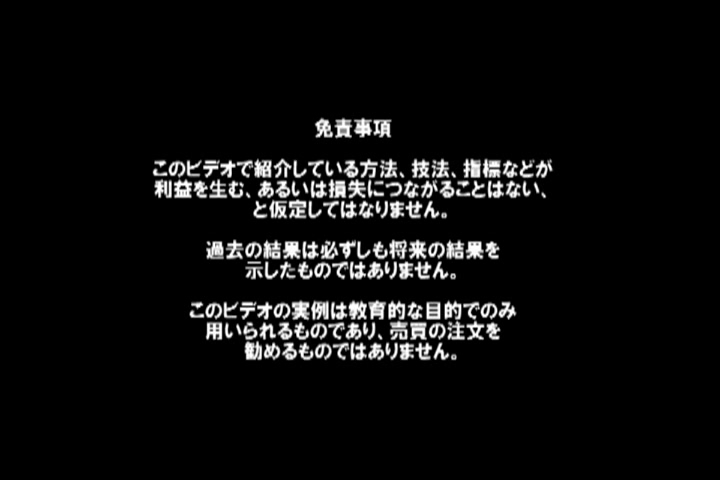 免責事項
このビデオで紹介している方法、技法、指標などが
利益を生む、あるいは損失につながることはない、
と仮定してはなりません。
過去の結果は必ずしも将来の結果を
示したものではありません。
このビデオの実例は教育的な目的でのみ
用いられるものであり、売買の注文を
勧めるものではありません。